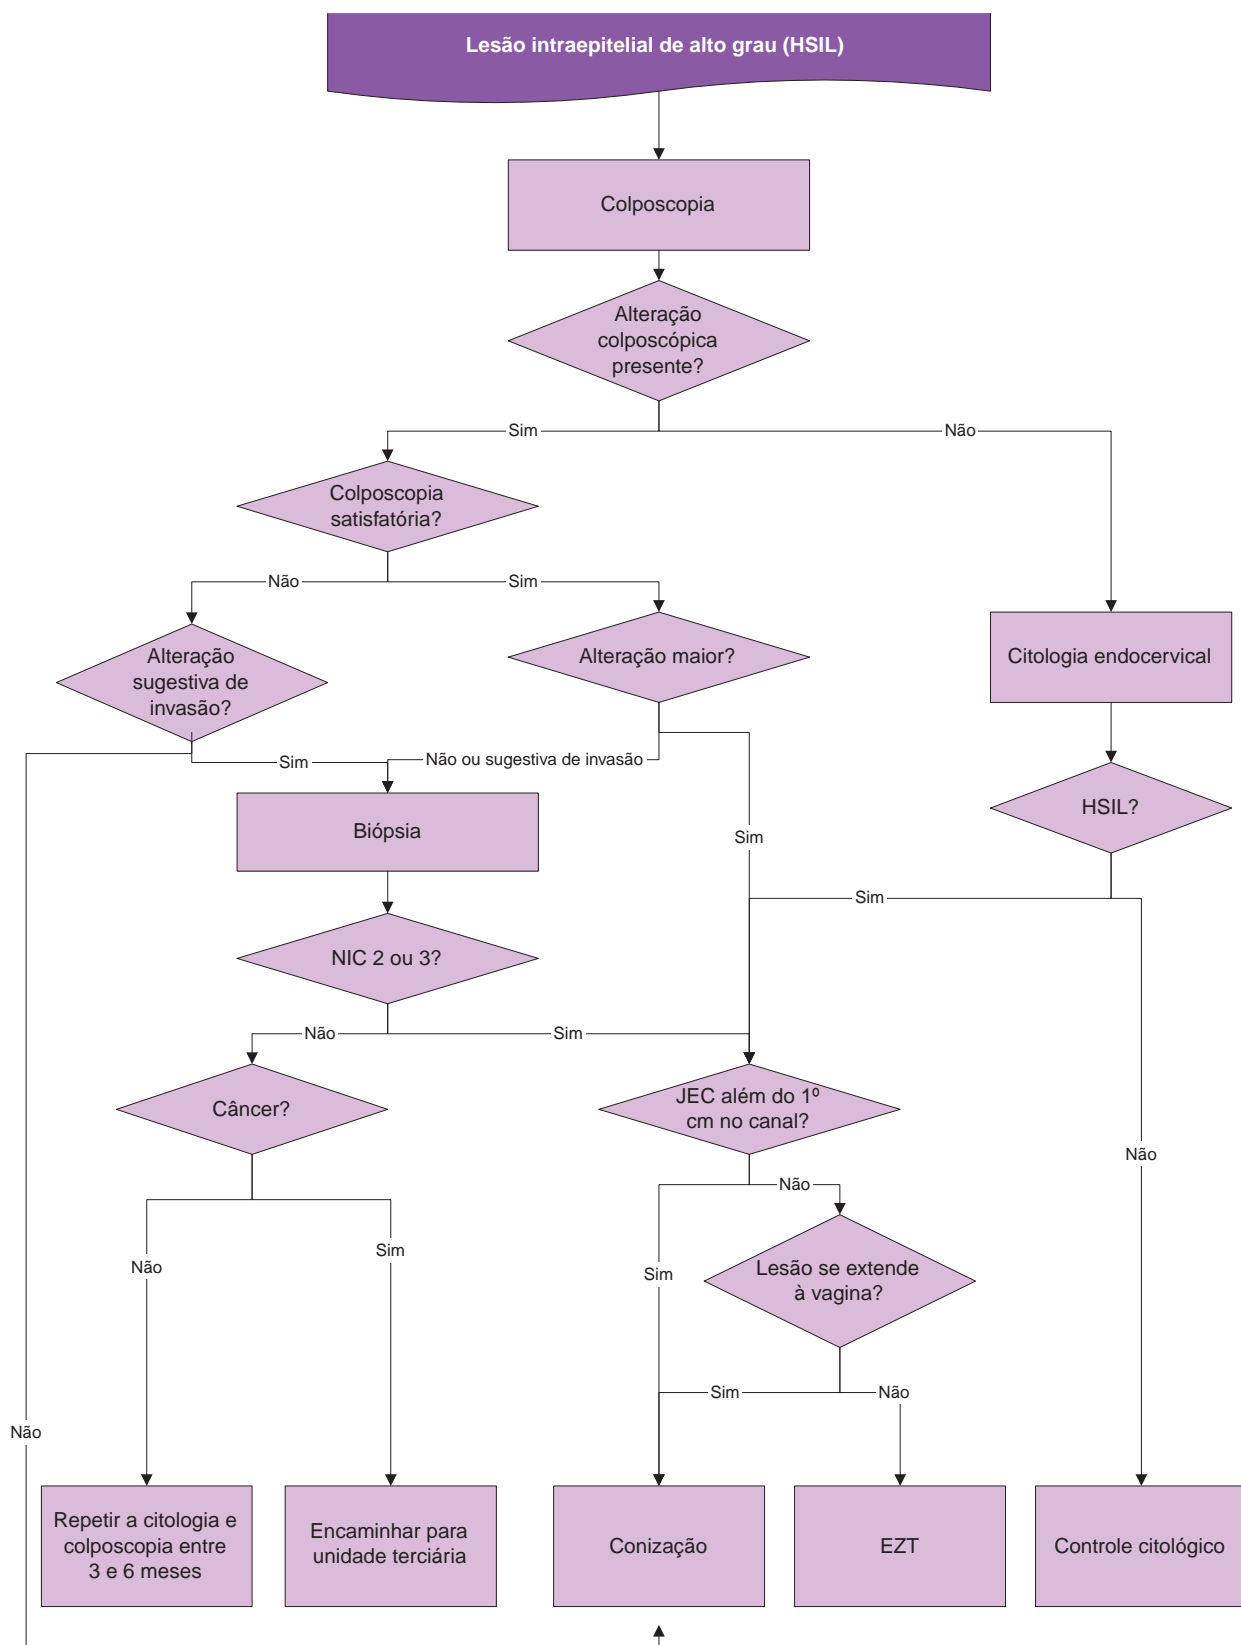 Lesão intraepitelial de alto grau (HSIL)
Colposcopia
Alteração
colposcópica
presente?
Sim
Não
Colposcopia
satisfatória?
Não
Sim
Alteração
sugestiva de
invasão?
Alteração maior?
Citologia endocervical
Sim
Não ou sugestiva de invasão
Biópsia
HSIL?
Sim
Sim
NIC 2 ou 3?
Não
Sim
Câncer?
JEC além do 1º
cm no canal?
Não
Não
Não
Sim
Sim
Lesão se extende
à vagina?
Sim
Não
Não
Repetir a citologia e
colposcopia entre
3 e 6 meses
Encaminhar para
unidade terciária
Conização
EZT
Controle citológico